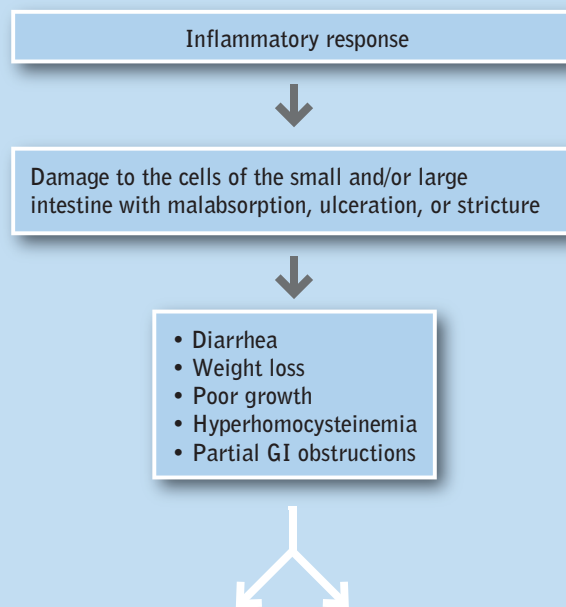 Inflammatory response
Damage to the cells of the small and/or large
intestine with malabsorption, ulceration, or stricture
• Diarrhea
• Weight loss
• Poor growth
• Hyperhomocysteinemia
• Partial GI obstructions